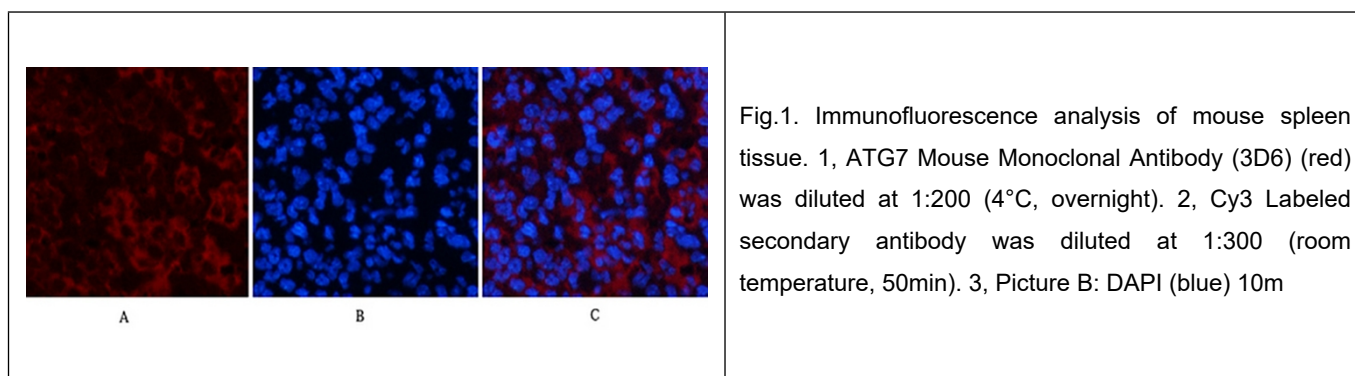 A
B
C
Fig.1. Immunofluorescence analysis of mouse spleen
tissue. 1, ATG7 Mouse Monoclonal Antibody (3D6) (red)
was diluted at 1:200 (4°C, overnight). 2, Cy3 Labeled
secondary antibody was diluted at 1:300 (room
temperature, 50min). 3, Picture B: DAPI (blue) 10m